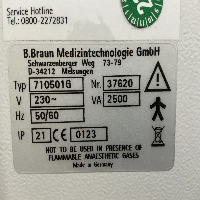 Service Hotline
Tel.: 0800-2272831
B.Braun Medizintechnologie GmbH
Schwarzenberger Weg 73-79
D-34212 Melsungen
Typ 710501G Nr. 37620
V 230~ VA 2500
Hz 50/60
IP 21 CE 0123
NOT TO BE USED IN PRESENCE OF
FLAMMABLE ANAESTHETIC GASES
Made in Germany